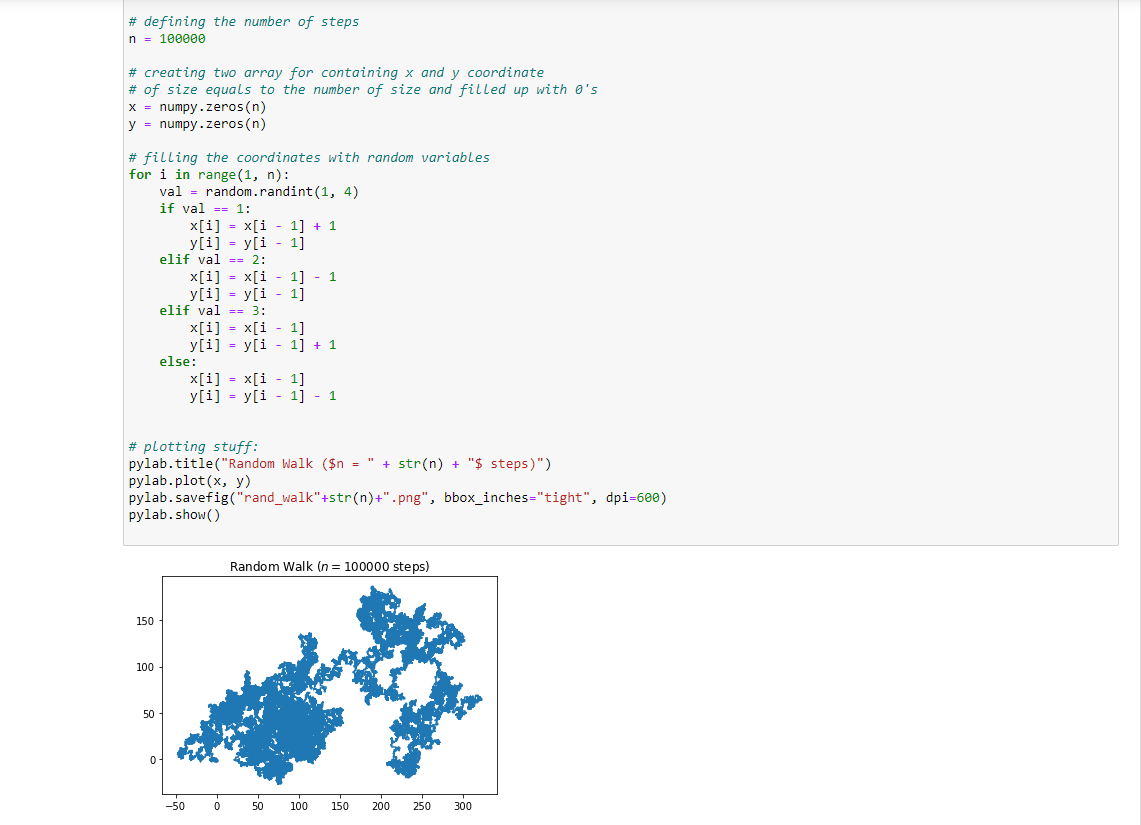 # defining the number of steps
n = 100000
# creating two array for containing x and y coordinate
# of size equals to the number of size and filled up with 0's
x = numpy.zeros(n)
y = numpy.zeros(n)
# filling the coordinates with random variables
for i in range(1, n):
    val = random.randint(1, 4)
    if val == 1:
        x[i] = x[i - 1] + 1
        y[i] = y[i - 1]
    elif val == 2:
        x[i] = x[i - 1] - 1
        y[i] = y[i - 1]
    elif val == 3:
        x[i] = x[i - 1]
        y[i] = y[i - 1] + 1
    else:
        x[i] = x[i - 1]
        y[i] = y[i - 1] - 1
# plotting stuff:
pylab.title("Random Walk ($n = " + str(n) + "$ steps)")
pylab.plot(x, y)
pylab.savefig("rand_walk"+str(n)+".png", bbox_inches="tight", dpi=600)
pylab.show()
Random Walk (n = 100000 steps)
150
100
50
0
−50 0 50 100 150 200 250 300